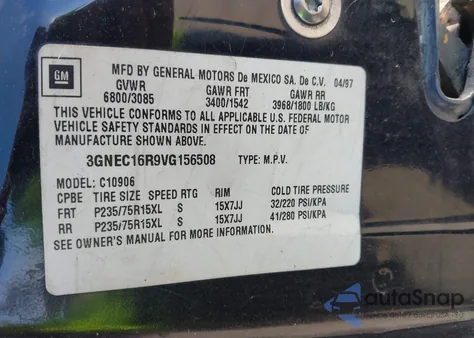 GM
MFD BY GENERAL MOTORS De MEXICO SA. De C.V. 04/97
GVWR GAWR FRT GAWR RR
6800/3085 3400/1542 3968/1800 LB/KG
THIS VEHICLE CONFORMS TO ALL APPLICABLE U.S. FEDERAL MOTOR
VEHICLE SAFETY STANDARDS IN EFFECT ON THE DATE OF
MANUFACTURE SHOWN ABOVE.
3GNEC16R9VG156508 TYPE: M.P.V.
MODEL: C10906
CPBE TIRE SIZE SPEED RTG RIM COLD TIRE PRESSURE
FRT P235/75R15XL S 15X7JJ 32/220 PSI/KPA
RR P235/75R15XL S 15X7JJ 41/280 PSI/KPA
SEE OWNER'S MANUAL FOR MORE INFORMATION.
autoSnap